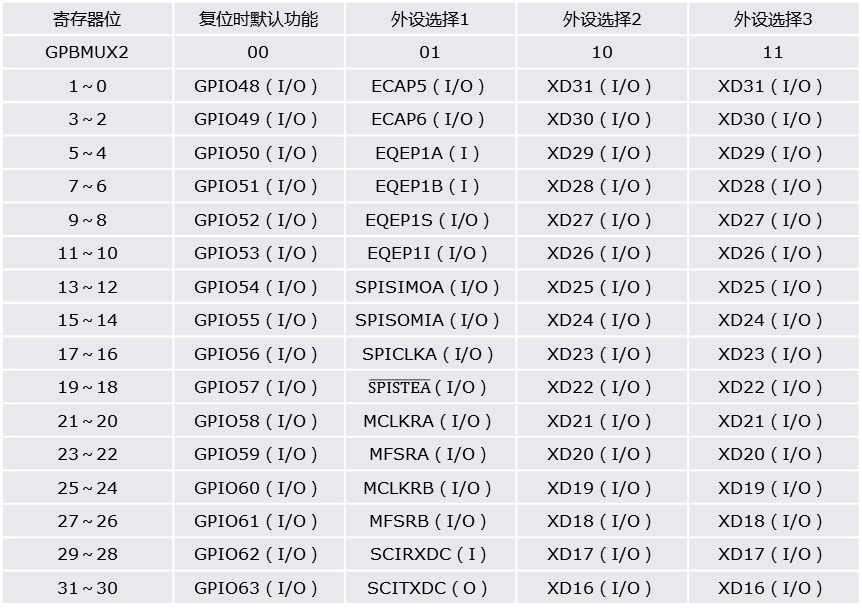 寄存器位 复位时默认功能 外设选择1 外设选择2 外设选择3
GPBMUX2 00 01 10 11
1～0 GPIO48（I/O） ECAP5（I/O） XD31（I/O） XD31（I/O）
3～2 GPIO49（I/O） ECAP6（I/O） XD30（I/O） XD30（I/O）
5～4 GPIO50（I/O） EQEP1A（I） XD29（I/O） XD29（I/O）
7～6 GPIO51（I/O） EQEP1B（I） XD28（I/O） XD28（I/O）
9～8 GPIO52（I/O） EQEP1S（I/O） XD27（I/O） XD27（I/O）
11～10 GPIO53（I/O） EQEP1I（I/O） XD26（I/O） XD26（I/O）
13～12 GPIO54（I/O） SPISIMOA（I/O） XD25（I/O） XD25（I/O）
15～14 GPIO55（I/O） SPISOMIA（I/O） XD24（I/O） XD24（I/O）
17～16 GPIO56（I/O） SPICLKA（I/O） XD23（I/O） XD23（I/O）
19～18 GPIO57（I/O） SPISTEA（I/O） XD22（I/O） XD22（I/O）
21～20 GPIO58（I/O） MCLKRA（I/O） XD21（I/O） XD21（I/O）
23～22 GPIO59（I/O） MFSRA（I/O） XD20（I/O） XD20（I/O）
25～24 GPIO60（I/O） MCLKRB（I/O） XD19（I/O） XD19（I/O）
27～26 GPIO61（I/O） MFSRB（I/O） XD18（I/O） XD18（I/O）
29～28 GPIO62（I/O） SCIRXDC（I） XD17（I/O） XD17（I/O）
31～30 GPIO63（I/O） SCITXDC（O） XD16（I/O） XD16（I/O）